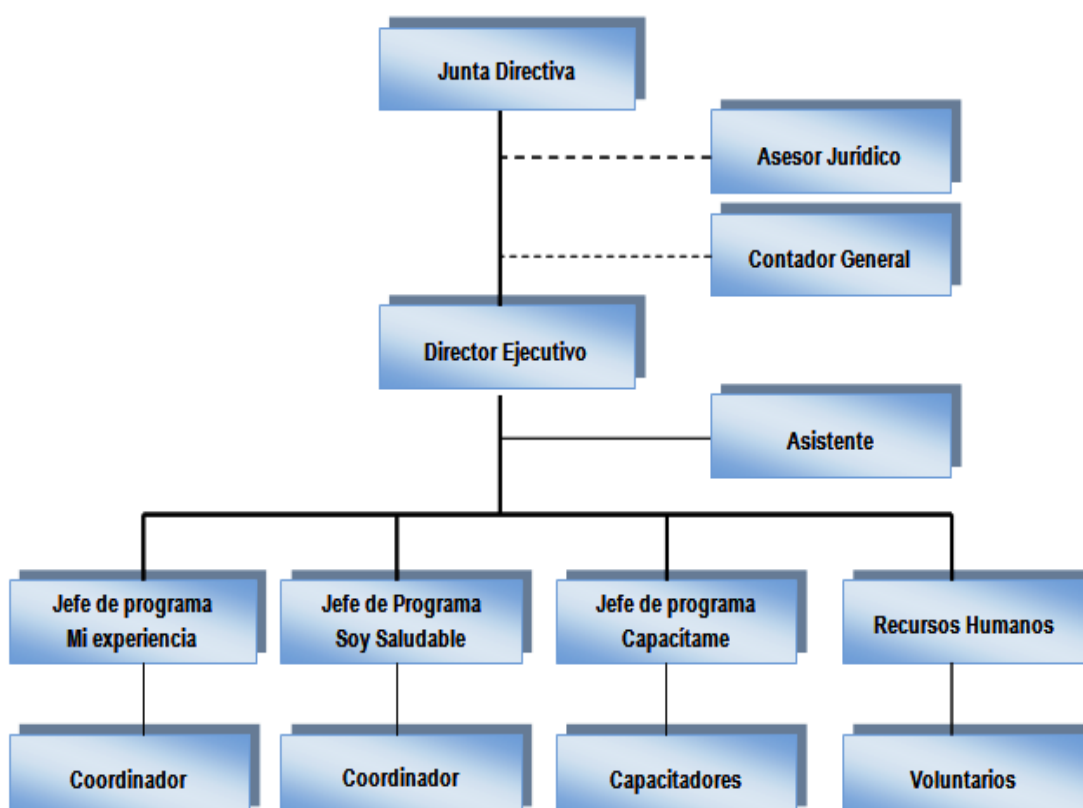 Junta Directiva
Asesor Jurídico
Contador General
Director Ejecutivo
Asistente
Jefe de programa
Mi experiencia
Jefe de Programa
Soy Saludable
Jefe de programa
Capacítame
Recursos Humanos
Coordinador
Coordinador
Capacitadores
Voluntarios